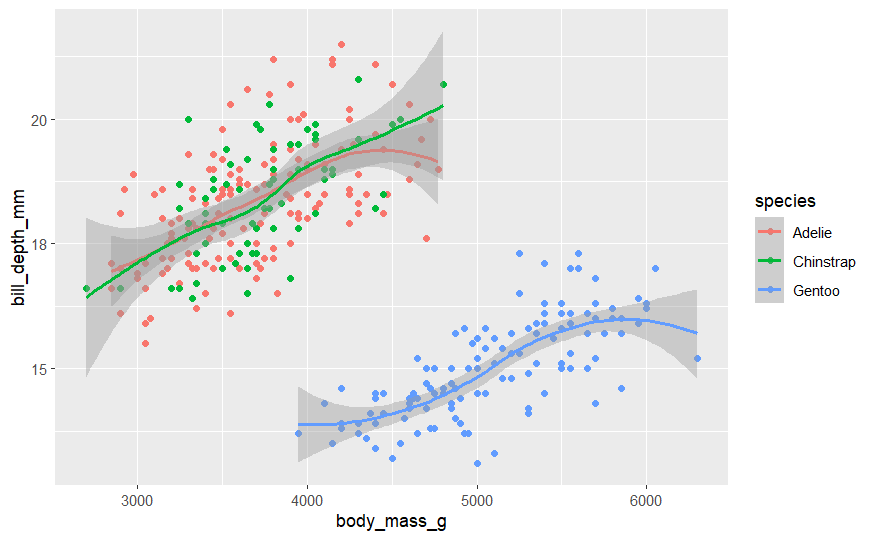 bill_depth_mm
20
18
15
3000
4000
5000
6000
body_mass_g
species
Adelie
Chinstrap
Gentoo